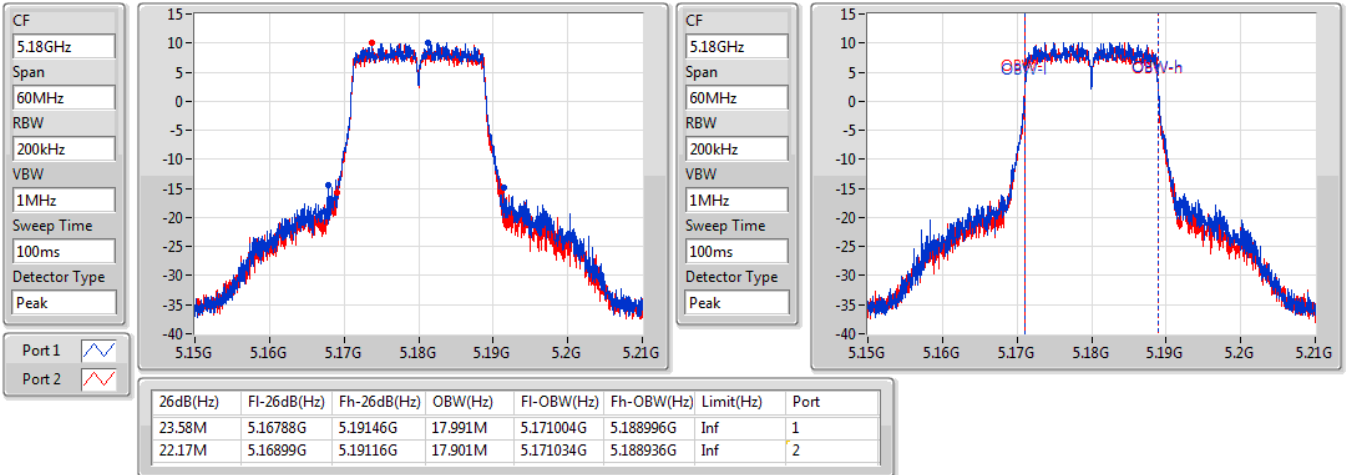 CF
5.18GHz
Span
60MHz
RBW
200kHz
VBW
1MHz
Sweep Time
100ms
Detector Type
Peak
Port 1
Port 2
15
10
5
0
-5
-10
-15
-20
-25
-30
-35
-40
5.15G 5.16G 5.17G 5.18G 5.19G 5.2G 5.21G
CF
5.18GHz
Span
60MHz
RBW
200kHz
VBW
1MHz
Sweep Time
100ms
Detector Type
Peak
15
10
5
0
-5
-10
-15
-20
-25
-30
-35
-40
OBW-l OBW-h
5.15G 5.16G 5.17G 5.18G 5.19G 5.2G 5.21G
26dB(Hz) Fl-26dB(Hz) Fh-26dB(Hz) OBW(Hz) Fl-OBW(Hz) Fh-OBW(Hz) Limit(Hz) Port
23.58M 5.16788G 5.19146G 17.991M 5.171004G 5.188996G Inf 1
22.17M 5.16899G 5.19116G 17.901M 5.171034G 5.188936G Inf 2